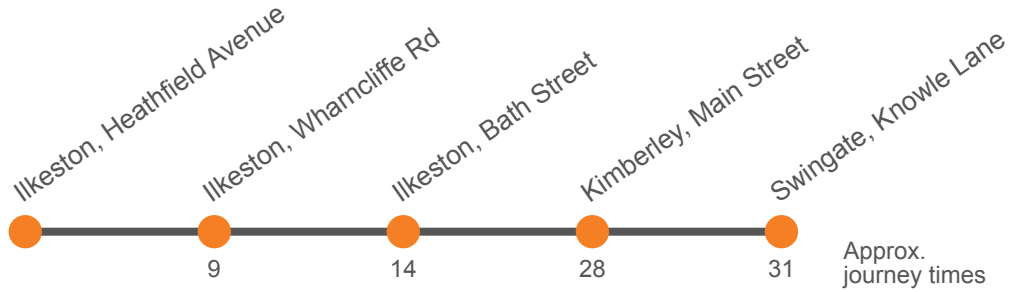 Ilkeston, Heathfield Avenue
Ilkeston, Wharncliffe Rd
Ilkeston, Bath Street
Kimberley, Main Street
Swingate, Knowle Lane
9
14
28
31
Approx.
journey times